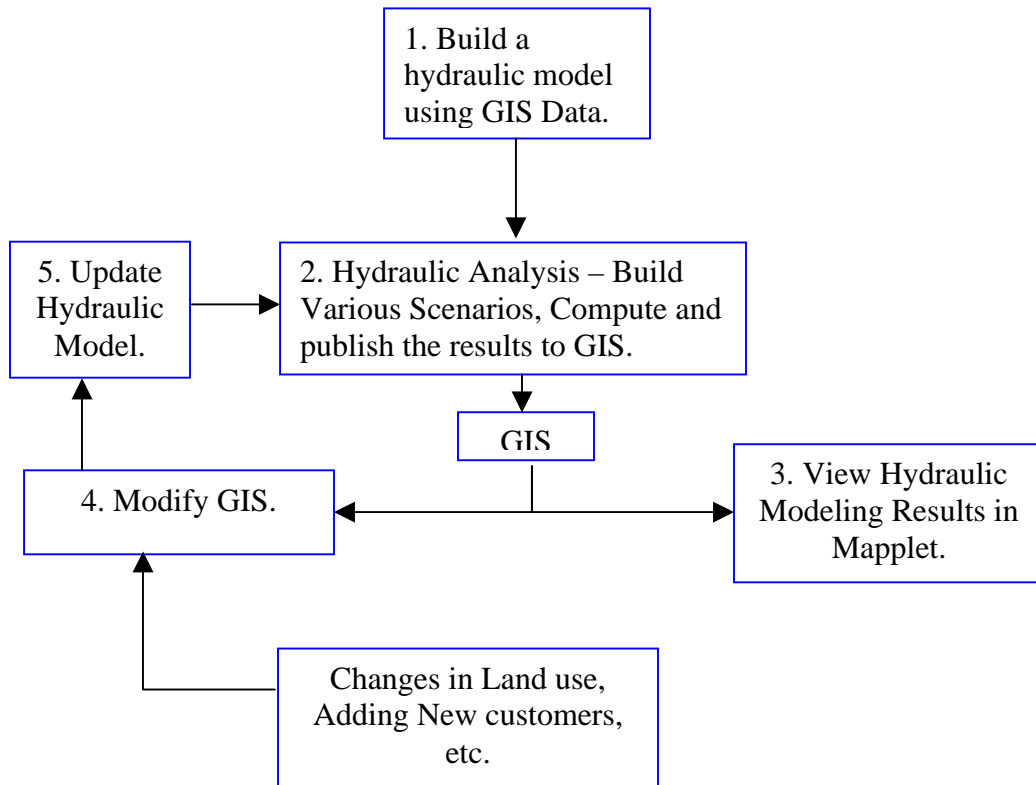 1. Build a
hydraulic model
using GIS Data.
5. Update
Hydraulic
Model.
2. Hydraulic Analysis – Build
Various Scenarios, Compute and
publish the results to GIS.
GIS
4. Modify GIS.
3. View Hydraulic
Modeling Results in
Mapplet.
Changes in Land use,
Adding New customers,
etc.